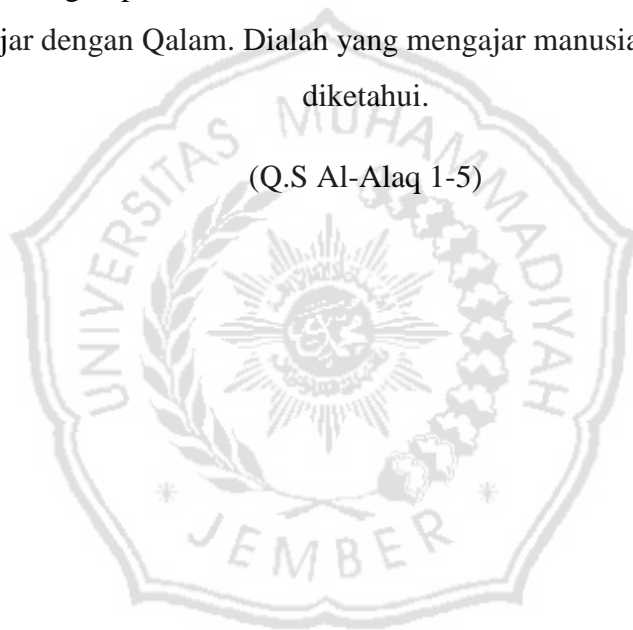 jar dengan Qalam. Dialah yang mengajar manusia
diketahui.
(Q.S Al-Alaq 1-5)
UNIVERSITAS MUHAMMADIYAH
JEMBER